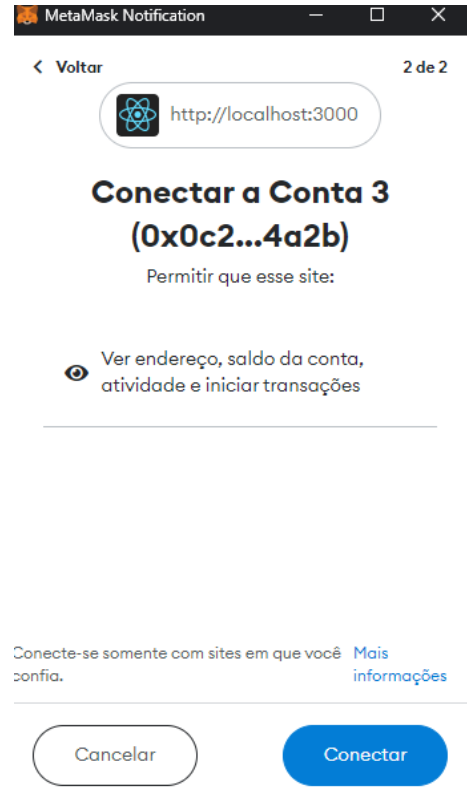 MetaMask Notification
Voltar
2 de 2
http://localhost:3000
Conectar a Conta 3
(0x0c2...4a2b)
Permitir que esse site:
Ver endereço, saldo da conta,
atividade e iniciar transações
Conecte-se somente com sites em que você
confia.
Mais
informações
Cancelar
Conectar